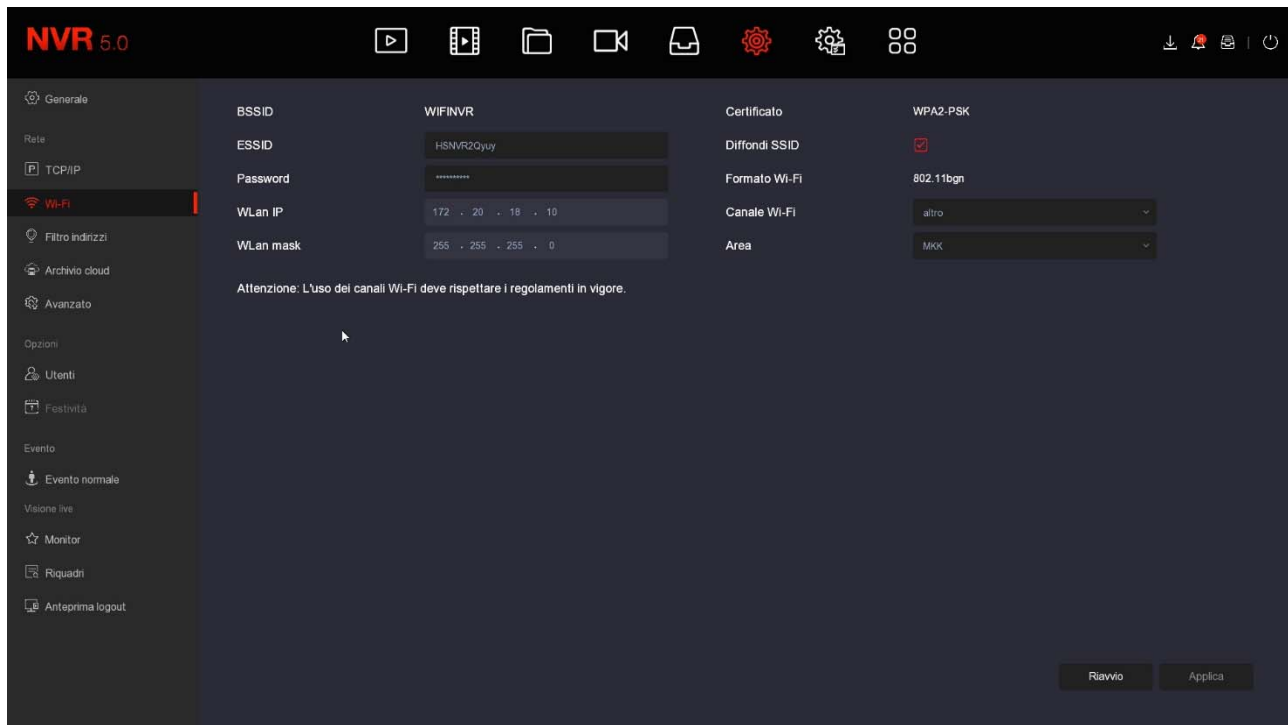 NVR 5.0
Generale
Rete
TCP/IP
Wi-Fi
Filtro indirizzi
Archivio cloud
Avanzato
Opzioni
Utenti
Festività
Evento
Evento normale
Visione live
Monitor
Riquadri
Anteprima logout
BSSID WIFINVR
ESSID HSNVR2Qyuy
Password **********
WLan IP 172 . 20 . 18 . 10
WLan mask 255 . 255 . 255 . 0
Certificato WPA2-PSK
Diffondi SSID
Formato Wi-Fi 802.11bgn
Canale Wi-Fi altro
Area MKK
Attenzione: L'uso dei canali Wi-Fi deve rispettare i regolamenti in vigore.
Riavvio Applica